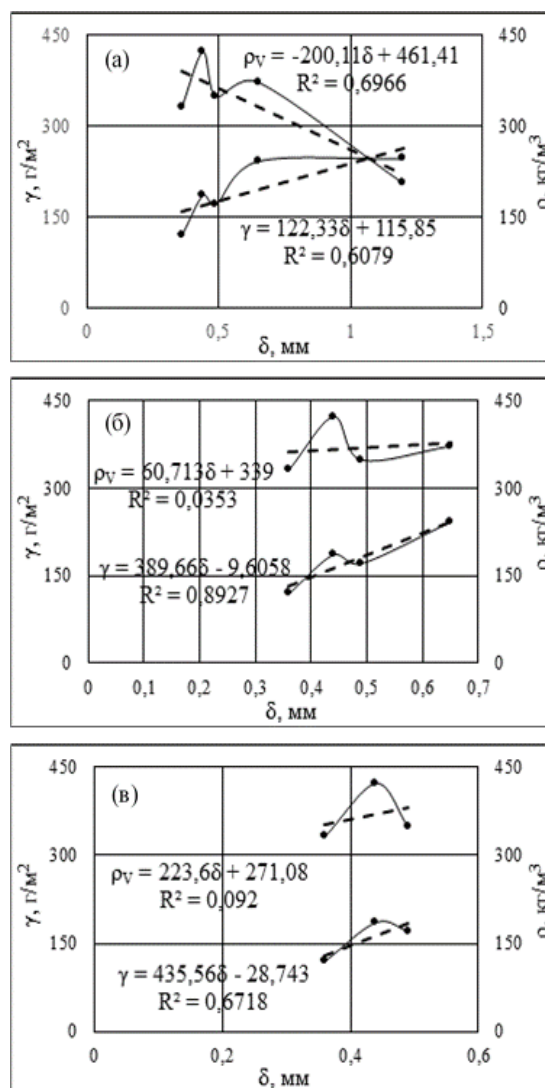 (а)
450
300
150
0
γ, г/м²
ρᵥ = -200,11δ + 461,41
R² = 0,6966
γ = 122,33δ + 115,85
R² = 0,6079
450
300
150
0
ρ, кг/м³
0
0,5
1
1,5
δ, мм
(б)
450
300
150
0
γ, г/м²
ρᵥ = 60,713δ + 339
R² = 0,0353
γ = 389,66δ - 9,6058
R² = 0,8927
450
300
150
0
ρ, кг/м³
0
0,1
0,2
0,3
0,4
0,5
0,6
0,7
δ, мм
(в)
450
300
150
0
γ, г/м²
ρᵥ = 223,6δ + 271,08
R² = 0,092
γ = 435,56δ - 28,743
R² = 0,6718
450
300
150
0
ρ, кг/м³
0
0,2
0,4
0,6
δ, мм